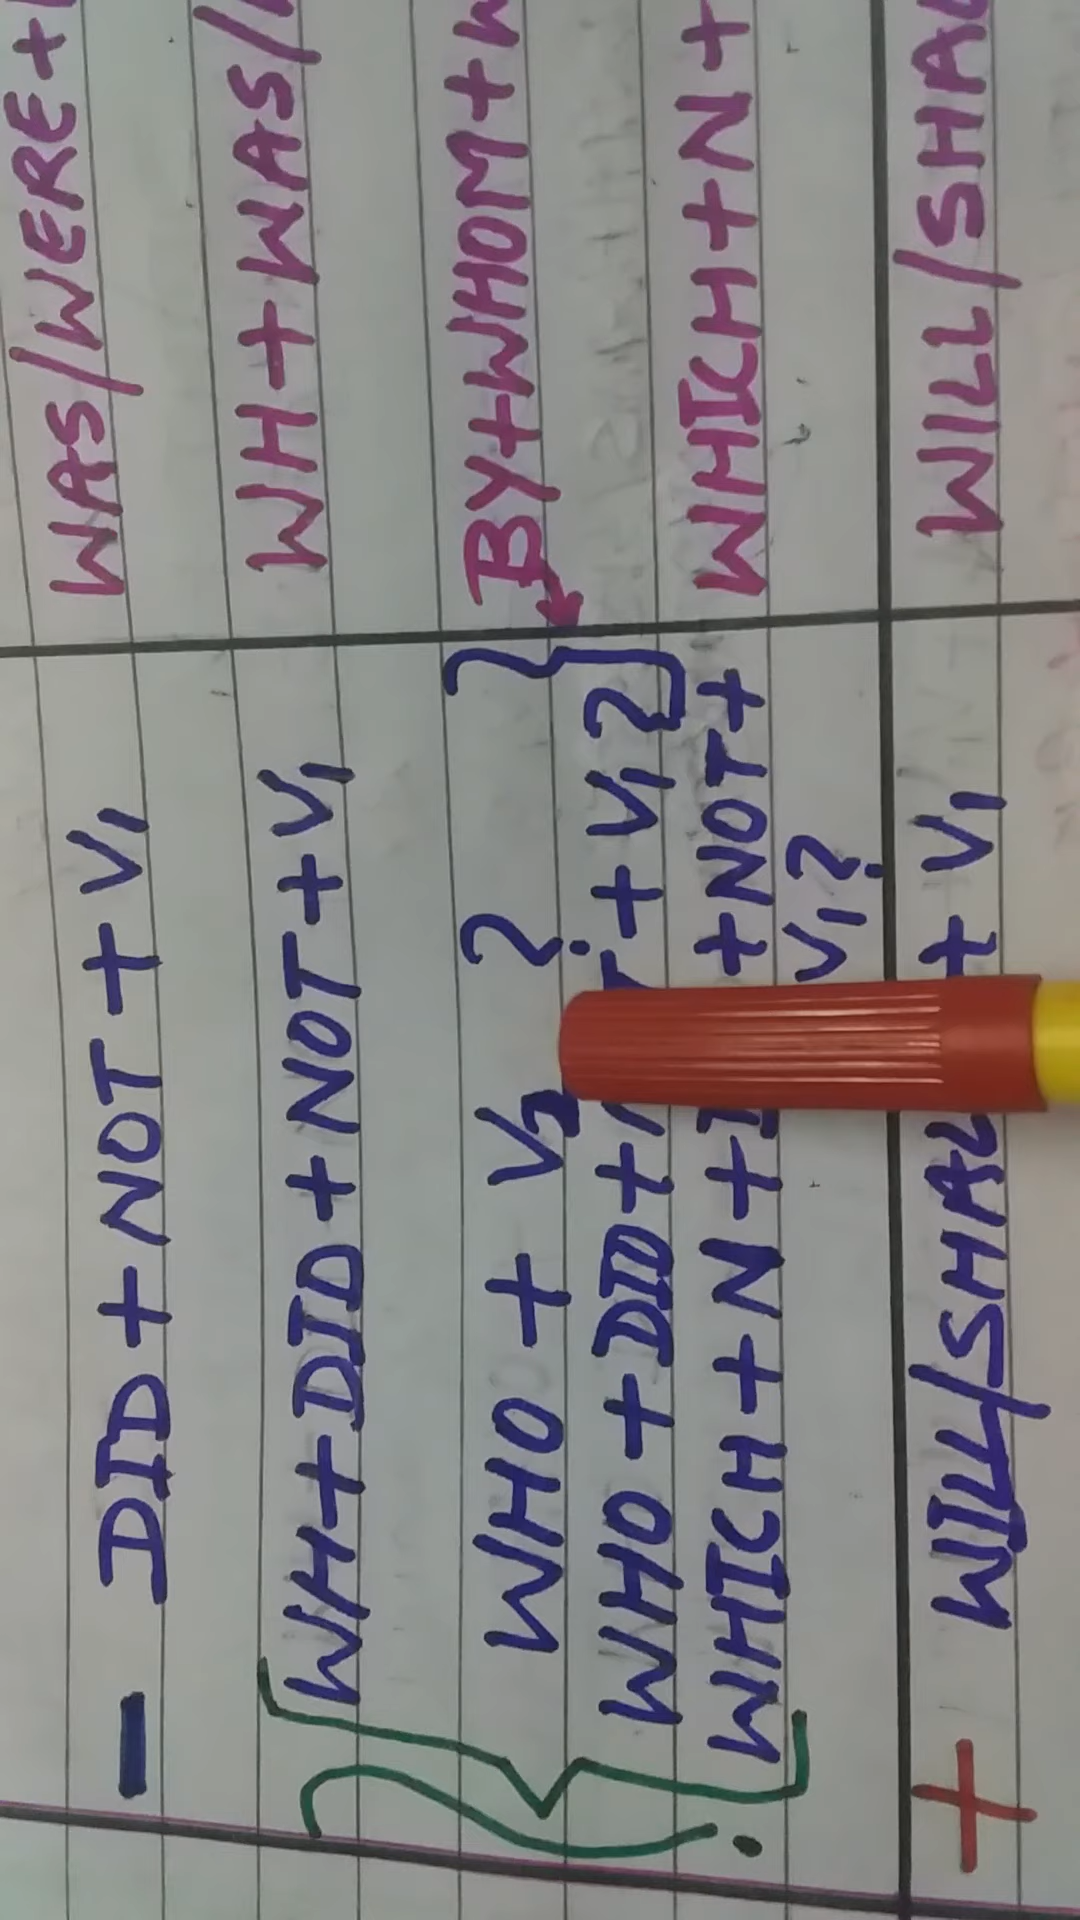 - DID + NOT + V1
WAS/WERE +
WH + DID + NOT + V1
WH + WAS/
WHO + V2 ?
BY + WHOM +
WHO + DID + + V1 ?
WHICH + N + + NOT +
V1 ?
WHICH + N +
?
+ WILL/SHAL + V1
WILL/SHAL